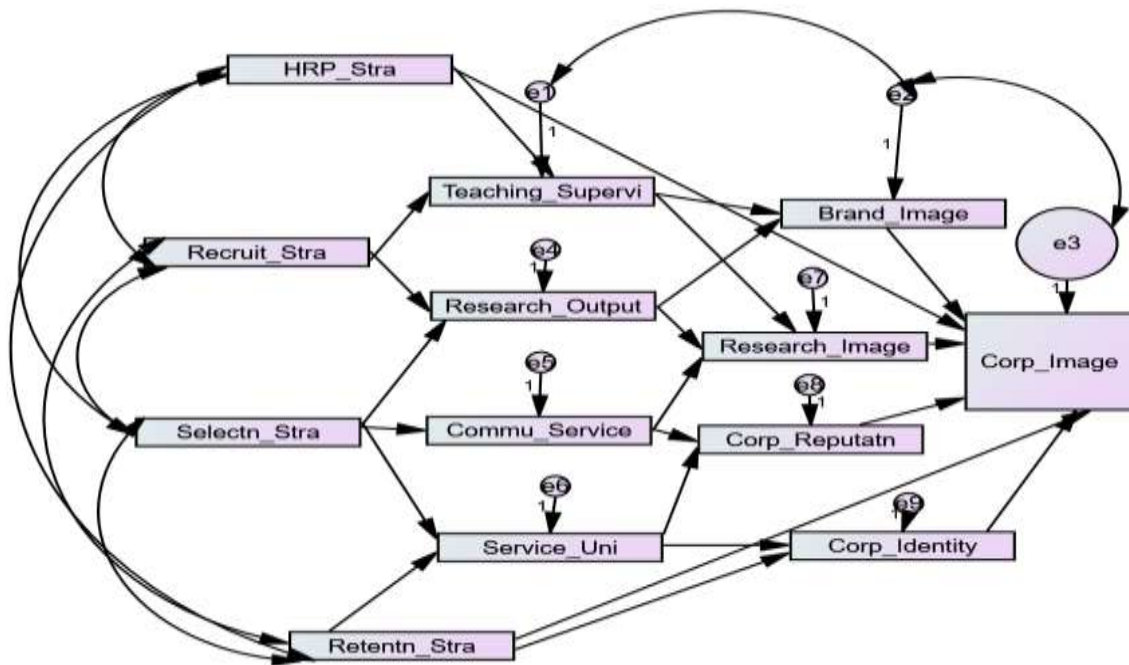 HRP_Stra
e1
e2
1
1
Teaching_Supervi
Brand_Image
Recruit_Stra
e4
e3
1
e7
1
1
Research_Output
Research_Image
Corp_Image
e5
1
e8
1
Selectn_Stra
Commu_Service
Corp_Reputatn
e6
1
e9
Service_Uni
Corp_Identity
Retentn_Stra